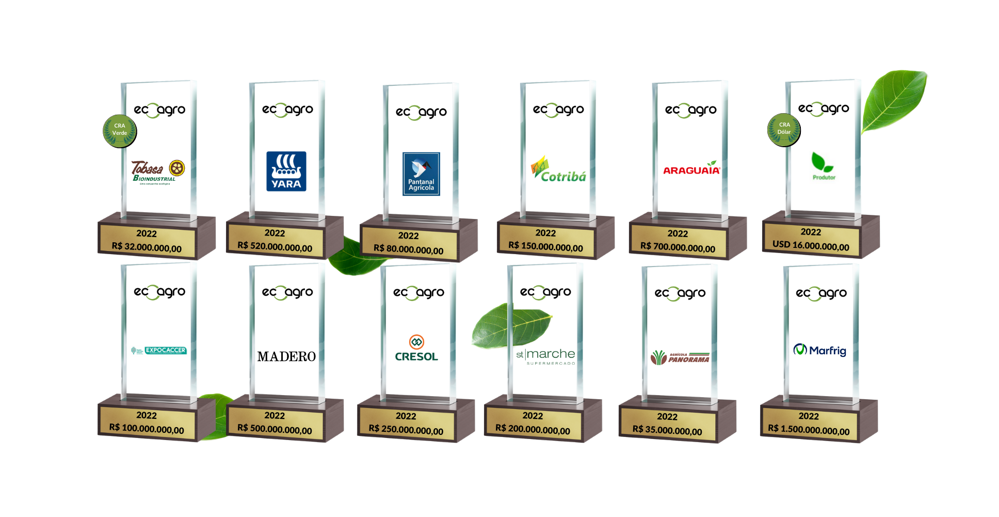 ecoagro
CRA
Verde
Tobasa
BIOINDUSTRIAL
Uma companhia ecológica
2022
R$ 32.000.000,00
ecoagro
YARA
2022
R$ 520.000.000,00
ecoagro
Pantanal
Agrícola
2022
R$ 80.000.000,00
ecoagro
Cotribá
2022
R$ 150.000.000,00
ecoagro
ARAGUAIA®
2022
R$ 700.000.000,00
ecoagro
CRA
Dólar
Produtor
2022
USD 16.000.000,00
ecoagro
EXPOCACCER
2022
R$ 100.000.000,00
ecoagro
MADERO
2022
R$ 500.000.000,00
ecoagro
CRESOL
2022
R$ 250.000.000,00
ecoagro
st|marche
SUPERMERCADO
2022
R$ 200.000.000,00
ecoagro
AGRÍCOLA
PANORAMA
2022
R$ 35.000.000,00
ecoagro
Marfrig
2022
R$ 1.500.000.000,00